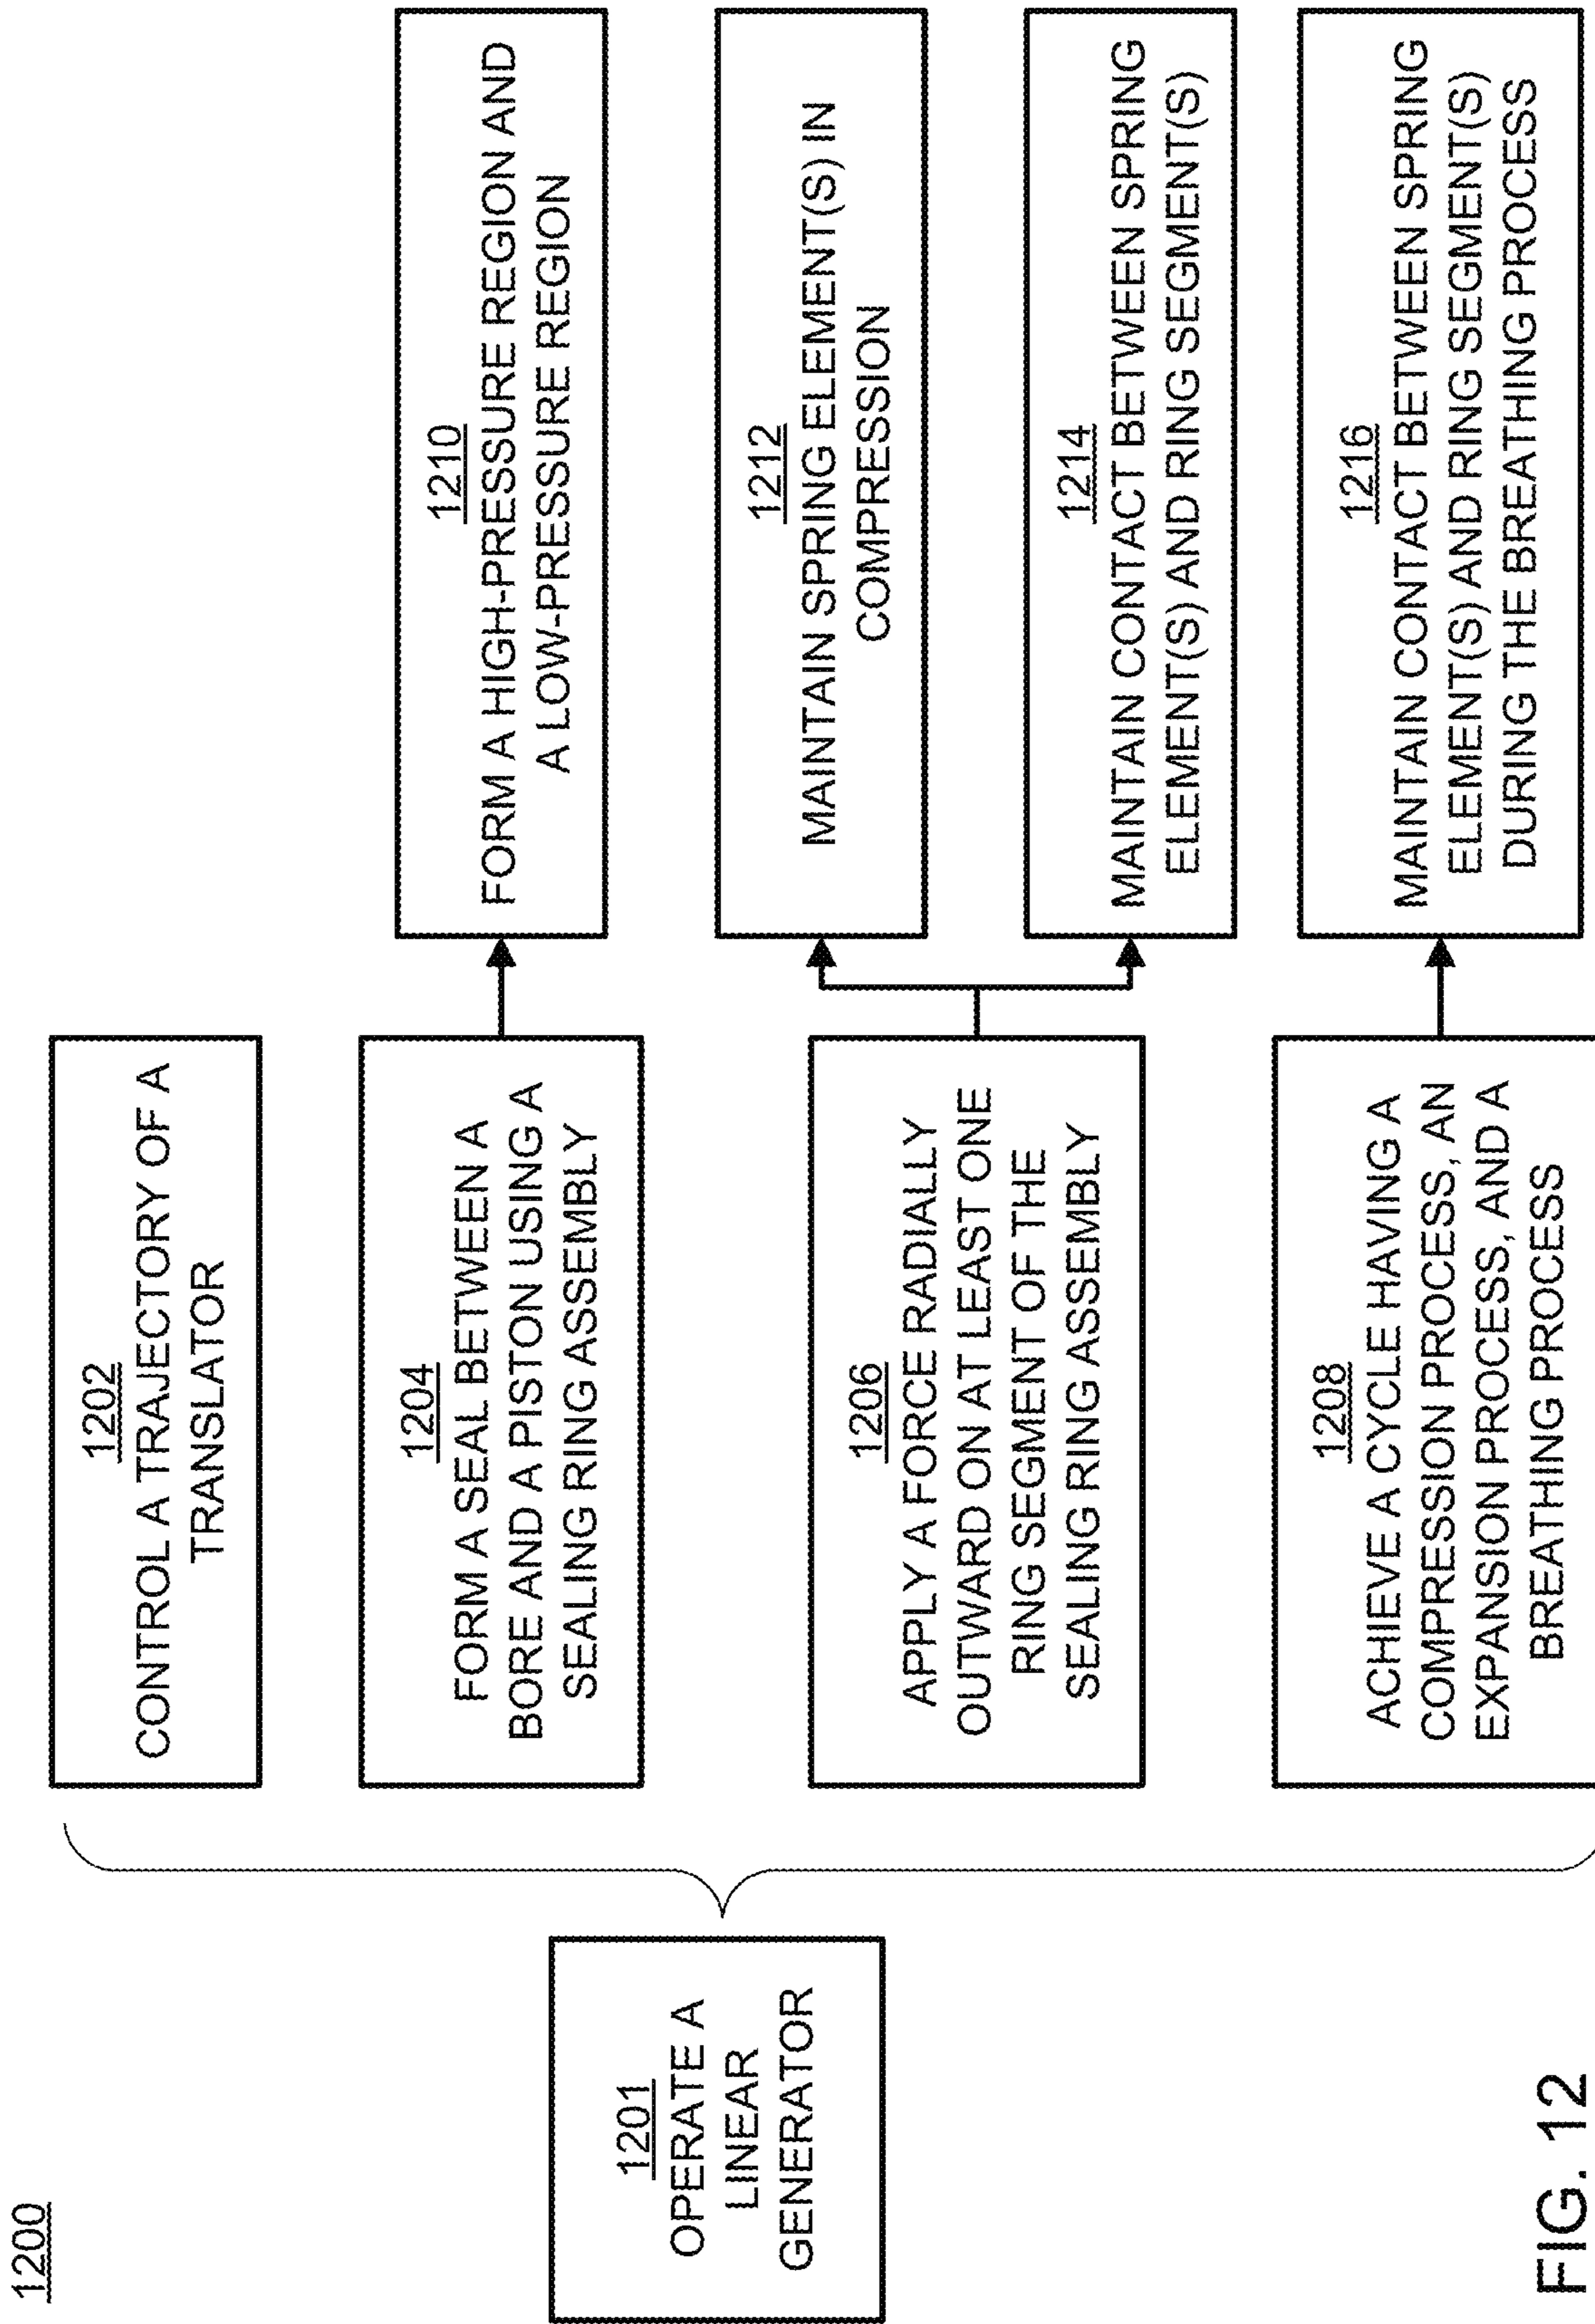 1200
1201
OPERATE A
LINEAR
GENERATOR
1202
CONTROL A TRAJECTORY OF A
TRANSLATOR
1204
FORM A SEAL BETWEEN A
BORE AND A PISTON USING A
SEALING RING ASSEMBLY
1206
APPLY A FORCE RADIALLY
OUTWARD ON AT LEAST ONE
RING SEGMENT OF THE
SEALING RING ASSEMBLY
1208
ACHIEVE A CYCLE HAVING A
COMPRESSION PROCESS, AN
EXPANSION PROCESS, AND A
BREATHING PROCESS
1210
FORM A HIGH-PRESSURE REGION AND
A LOW-PRESSURE REGION
1212
MAINTAIN SPRING ELEMENT(S) IN
COMPRESSION
1214
MAINTAIN CONTACT BETWEEN SPRING
ELEMENT(S) AND RING SEGMENT(S)
1216
MAINTAIN CONTACT BETWEEN SPRING
ELEMENT(S) AND RING SEGMENT(S)
DURING THE BREATHING PROCESS
FIG. 12